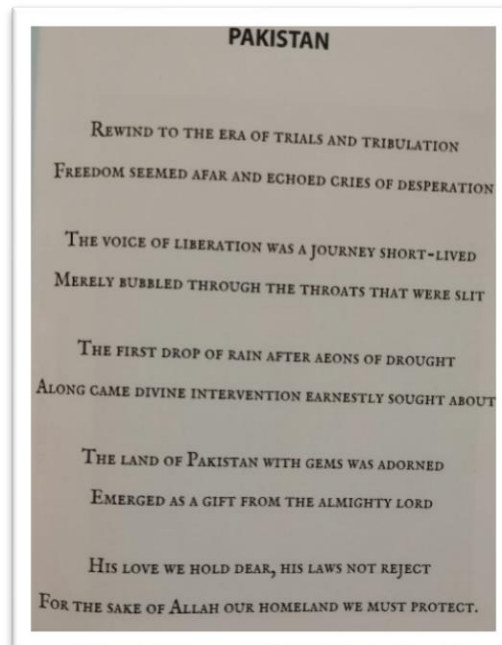 PAKISTAN
REWIND TO THE ERA OF TRIALS AND TRIBULATION
FREEDOM SEEMED AFAR AND ECHOED CRIES OF DESPERATION
THE VOICE OF LIBERATION WAS A JOURNEY SHORT-LIVED
MERELY BUBBLED THROUGH THE THROATS THAT WERE SLIT
THE FIRST DROP OF RAIN AFTER AEONS OF DROUGHT
ALONG CAME DIVINE INTERVENTION EARNESTLY SOUGHT ABOUT
THE LAND OF PAKISTAN WITH GEMS WAS ADORNED
EMERGED AS A GIFT FROM THE ALMIGHTY LORD
HIS LOVE WE HOLD DEAR, HIS LAWS NOT REJECT
FOR THE SAKE OF ALLAH OUR HOMELAND WE MUST PROTECT.